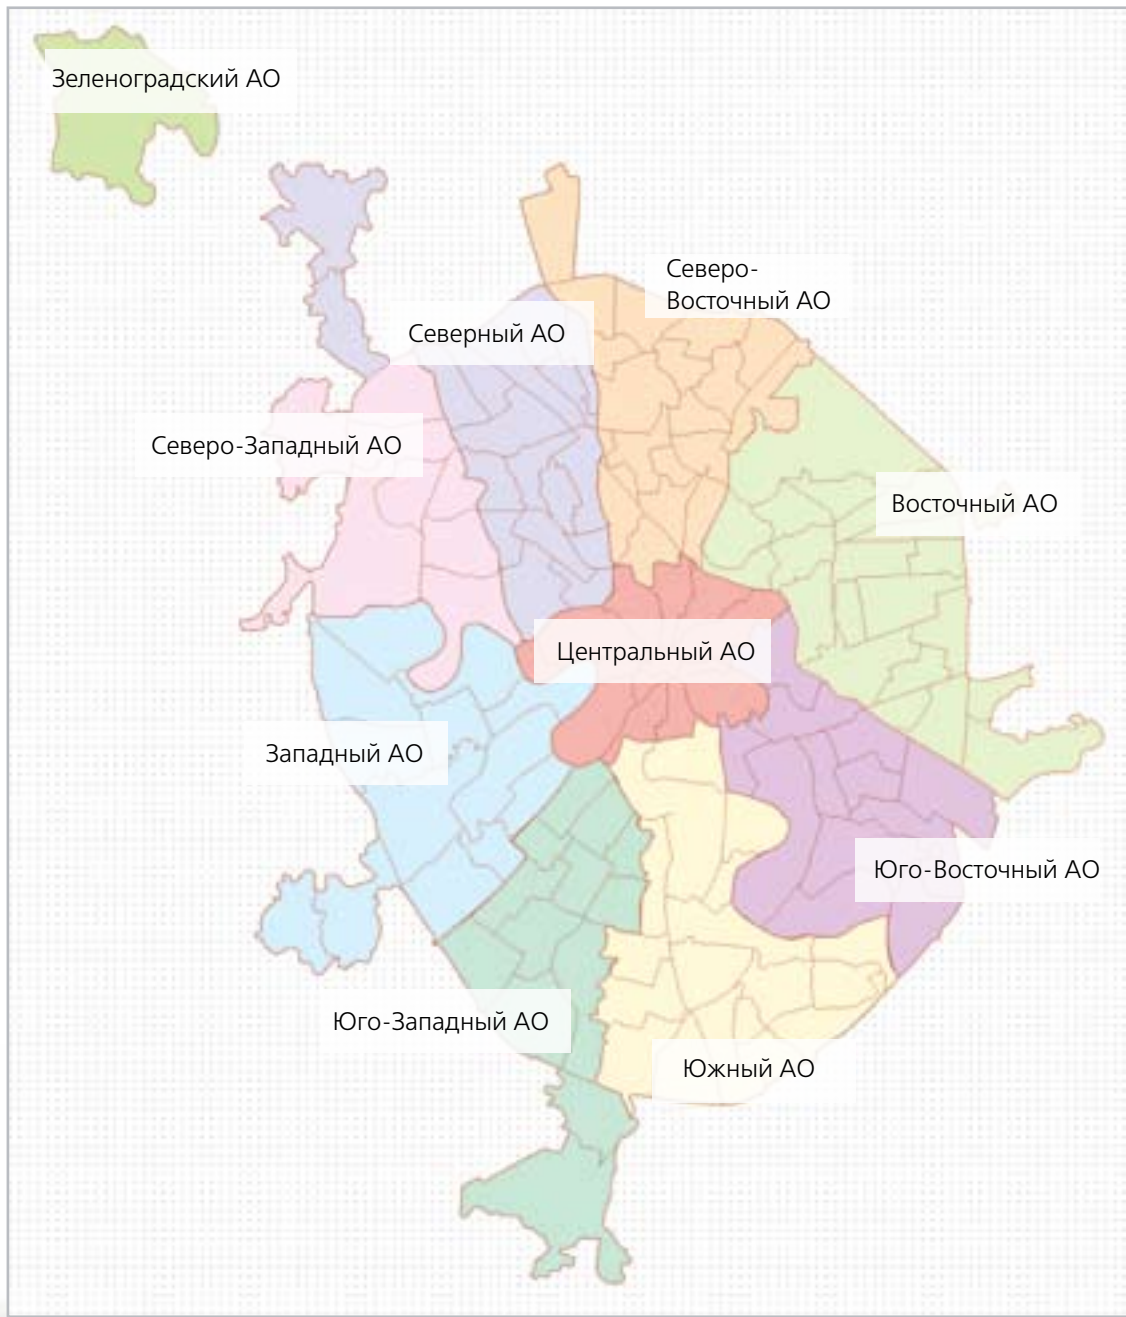 Зеленоградский АО
Северо-
Восточный АО
Северный АО
Северо-Западный АО
Восточный АО
Центральный АО
Западный АО
Юго-Восточный АО
Юго-Западный АО
Южный АО